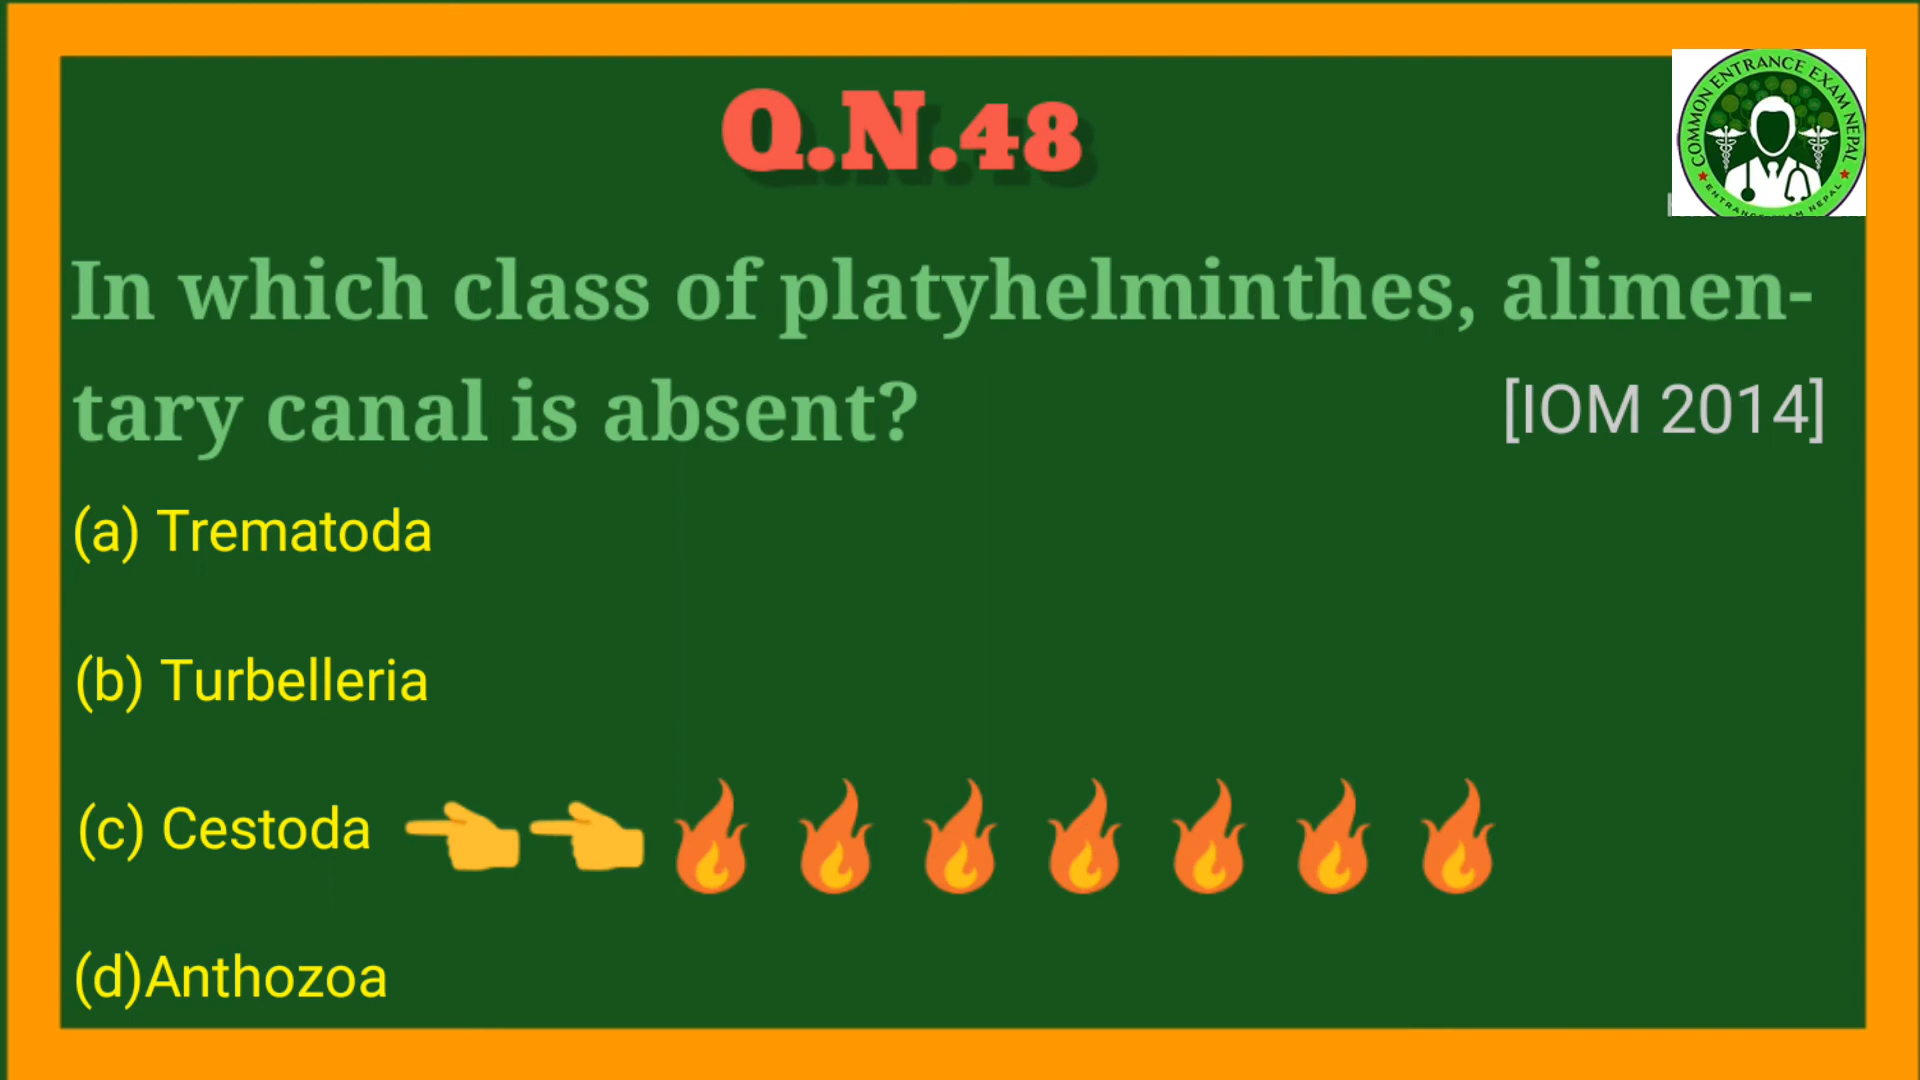 Q.N.48
COMMON ENTRANCE EXAM NEPAL
In which class of platyhelminthes, alimen-
tary canal is absent?
[IOM 2014]
(a) Trematoda
(b) Turbelleria
(c) Cestoda 👈👈🔥🔥🔥🔥🔥🔥🔥
(d)Anthozoa